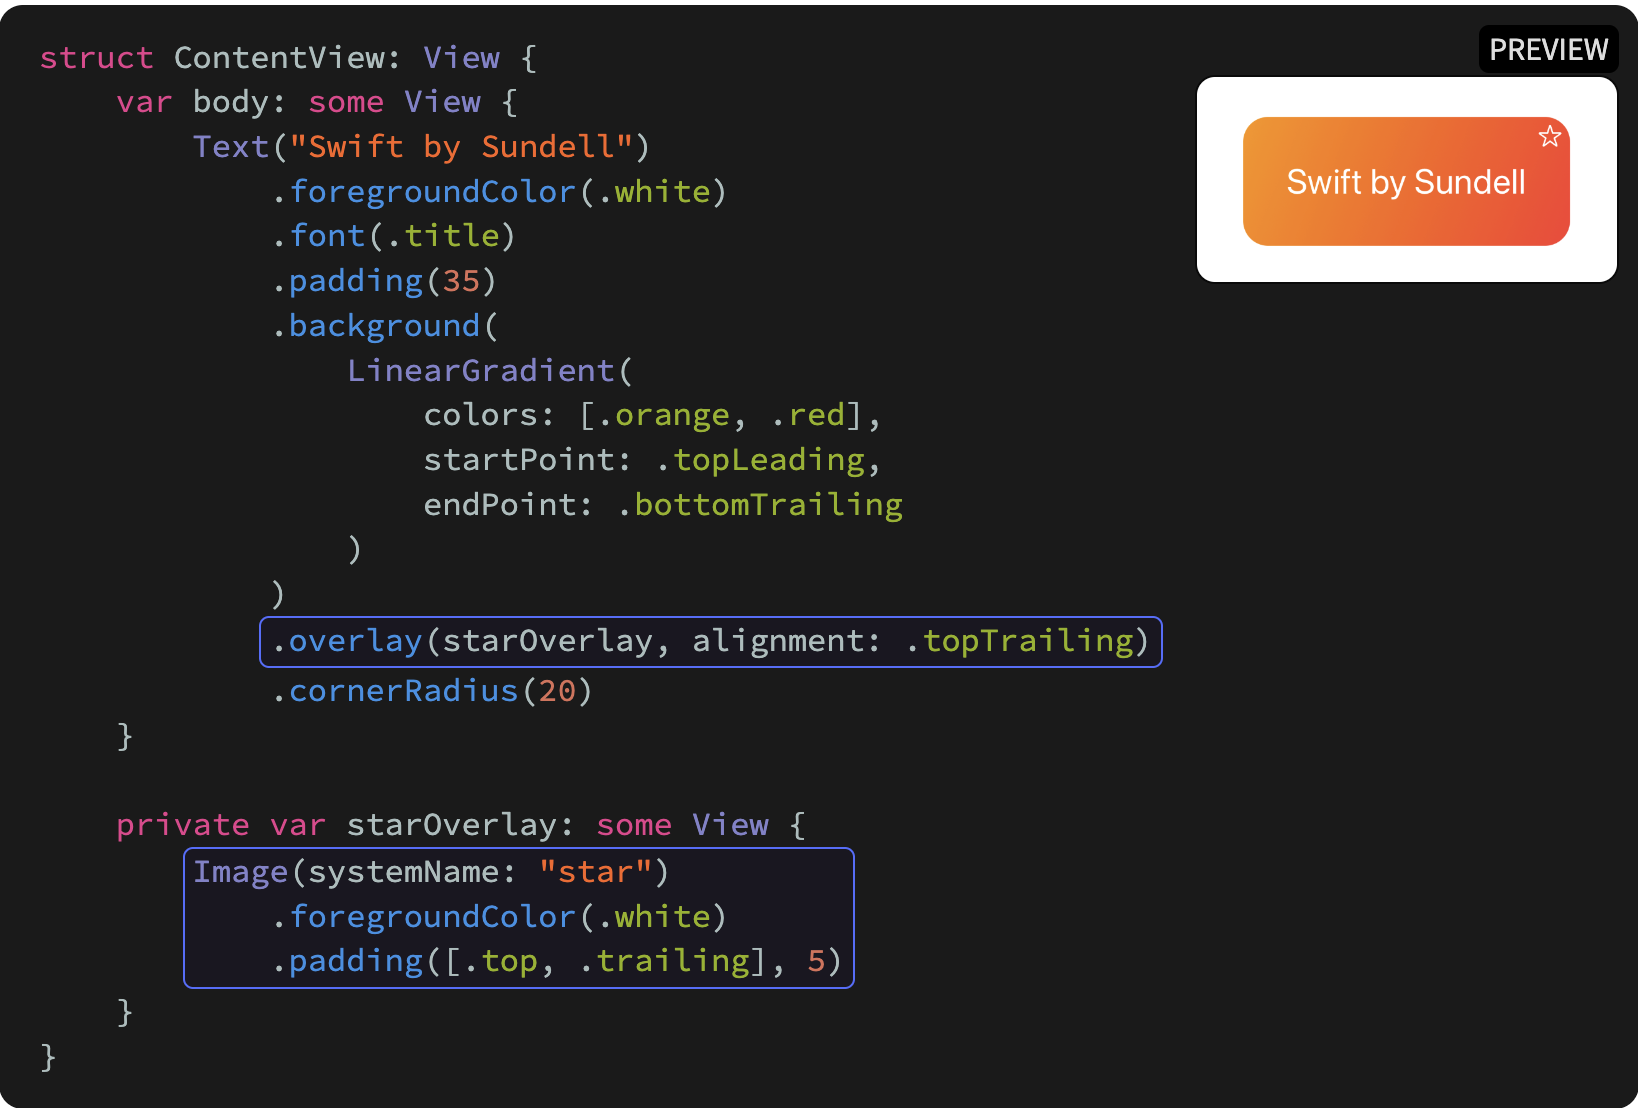 struct ContentView: View {
    var body: some View {
        Text("Swift by Sundell")
            .foregroundColor(.white)
            .font(.title)
            .padding(35)
            .background(
                LinearGradient(
                    colors: [.orange, .red],
                    startPoint: .topLeading,
                    endPoint: .bottomTrailing
                )
            )
            .overlay(starOverlay, alignment: .topTrailing)
            .cornerRadius(20)
    }

    private var starOverlay: some View {
        Image(systemName: "star")
            .foregroundColor(.white)
            .padding([.top, .trailing], 5)
    }
}
PREVIEW
Swift by Sundell